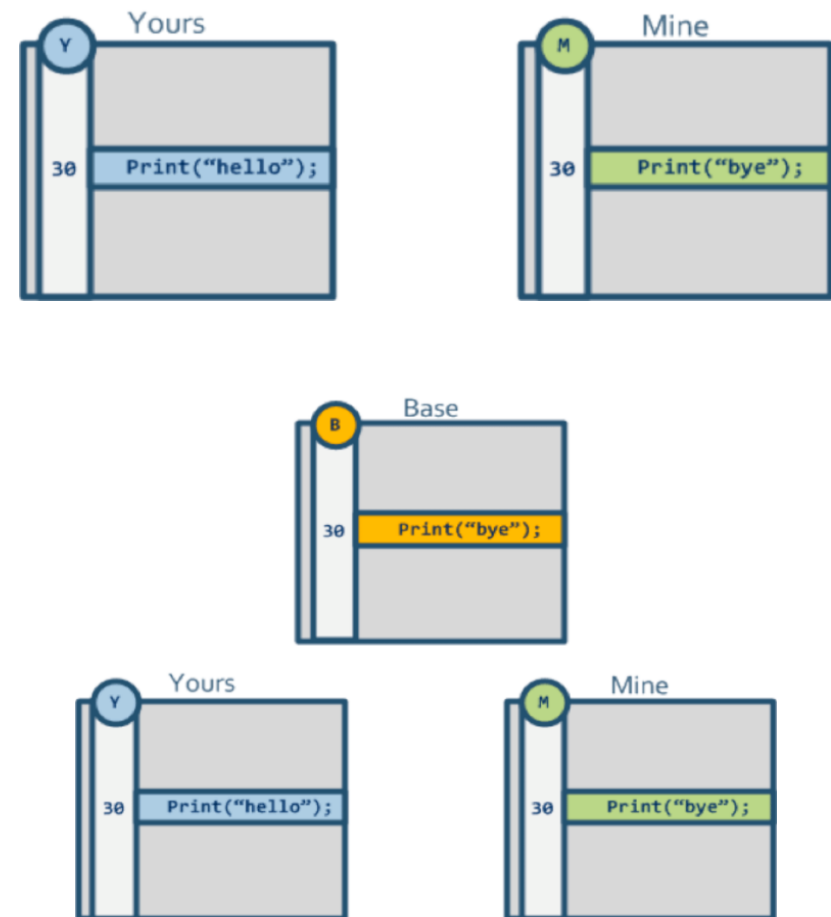 Yours
Mine
Y
M
30 Print(“hello”);
30 Print(“bye”);
Base
B
30 Print(“bye”);
Yours
Mine
Y
M
30 Print(“hello”);
30 Print(“bye”);